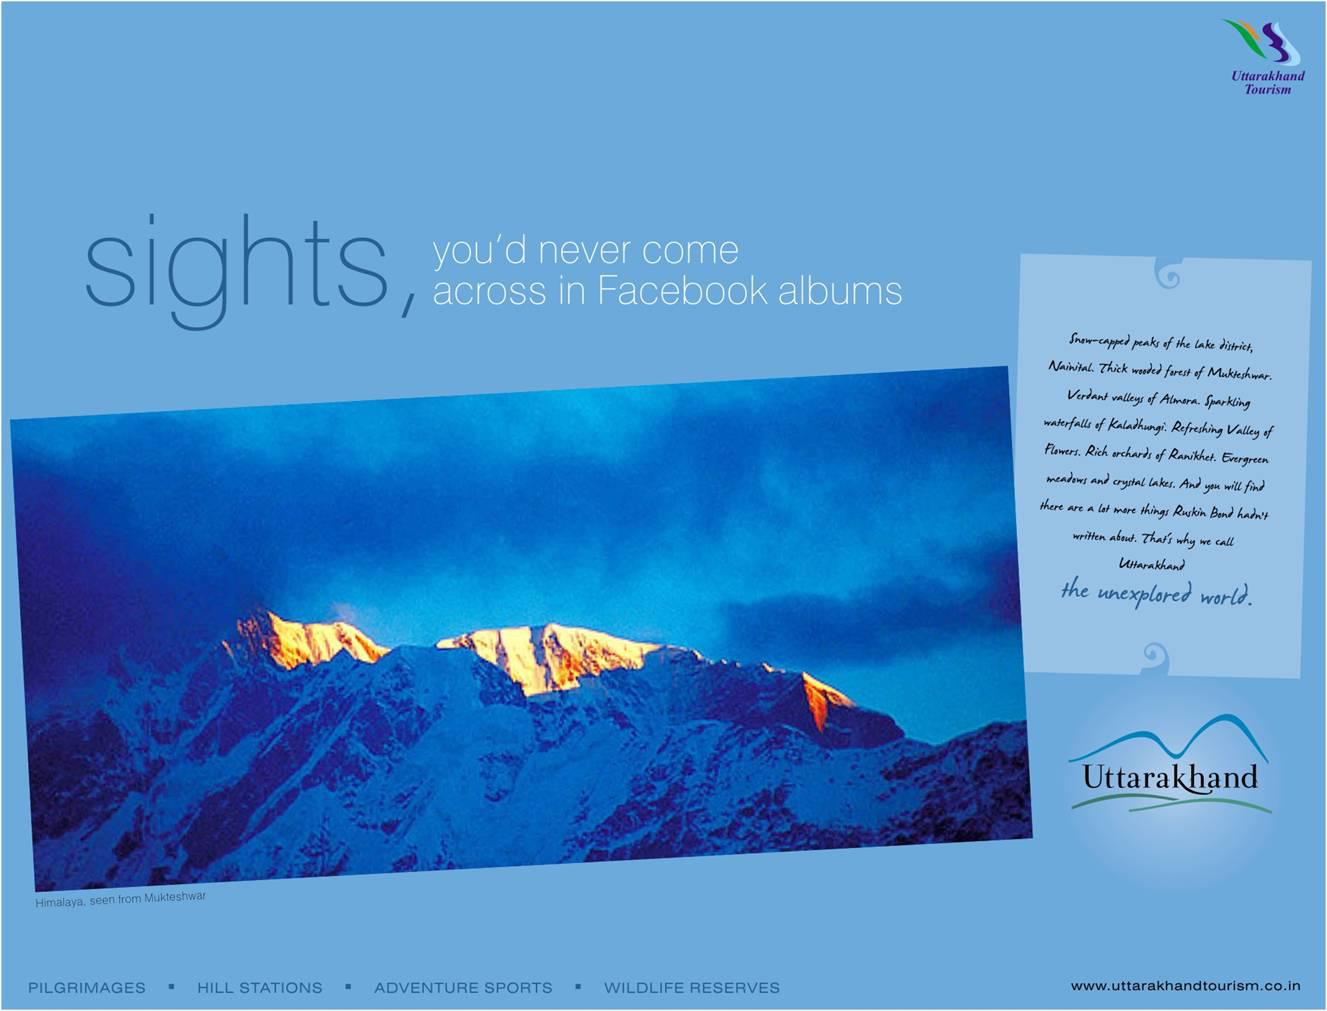 Uttarakhand
Tourism
sights,
you'd never come
across in Facebook albums
Snow-capped peaks of the lake district,
Nainital. Thick wooded forest of Mukteshwar.
Verdant valleys of Almora. Sparkling
waterfalls of Kaladhungi. Refreshing Valley of
Flowers. Rich orchards of Ranikhet. Evergreen
meadows and crystal lakes. And you will find
there are a lot more things Ruskin Bond hadn't
written about. That's why we call
Uttarakhand
the unexplored world.
Uttarakhand
Himalaya, seen from Mukteshwar
PILGRIMAGES ▪ HILL STATIONS ▪ ADVENTURE SPORTS ▪ WILDLIFE RESERVES
www.uttarakhandtourism.co.in